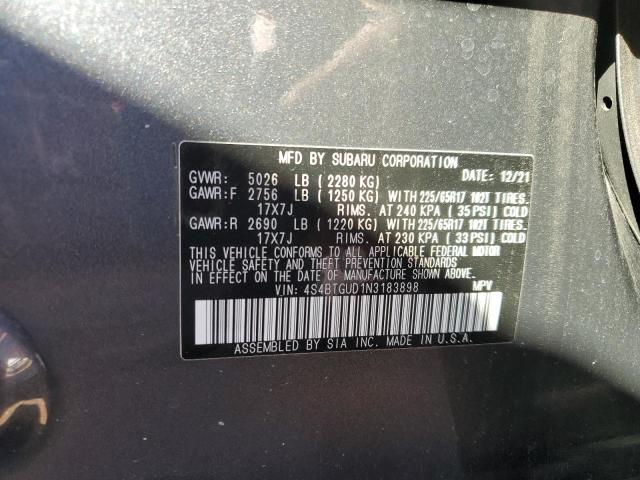 MFD BY SUBARU CORPORATION
GVWR: 5026 LB ( 2280 KG) DATE: 12/21
GAWR:F 2756 LB ( 1250 KG) WITH 225/65R17 102T TIRES.
17X7J RIMS. AT 240 KPA ( 35 PSI) COLD
GAWR:R 2690 LB ( 1220 KG) WITH 225/65R17 102T TIRES.
17X7J RIMS. AT 230 KPA ( 33 PSI) COLD
THIS VEHICLE CONFORMS TO ALL APPLICABLE FEDERAL MOTOR
VEHICLE SAFETY AND THEFT PREVENTION STANDARDS IN EFFECT
ON THE DATE OF MANUFACTURE SHOWN ABOVE.
VIN: 4S4BTGUD1N3183898 MPV
ASSEMBLED BY SIA INC. MADE IN U.S.A.